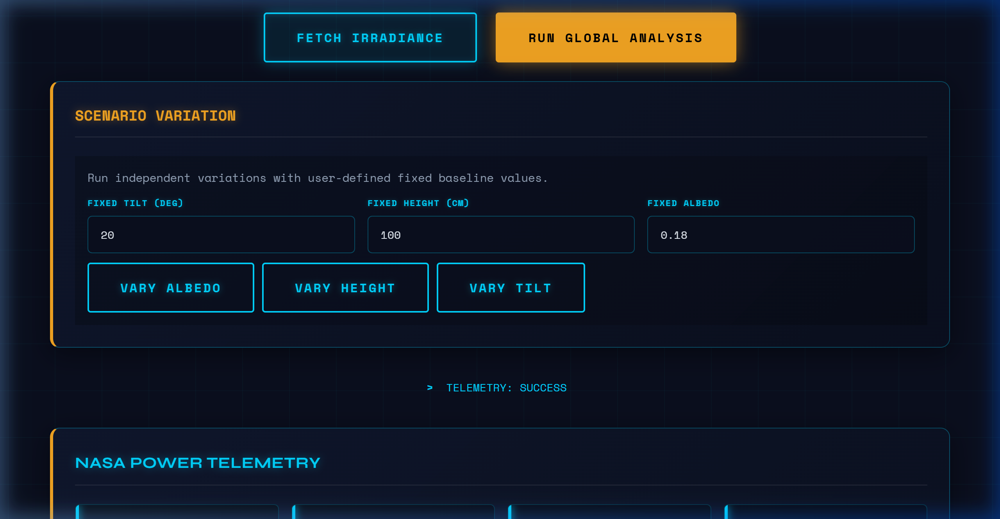 FETCH IRRADIANCE
RUN GLOBAL ANALYSIS
SCENARIO VARIATION
Run independent variations with user-defined fixed baseline values.
FIXED TILT (DEG)
FIXED HEIGHT (CM)
FIXED ALBEDO
20
100
0.18
VARY ALBEDO
VARY HEIGHT
VARY TILT
> TELEMETRY: SUCCESS
NASA POWER TELEMETRY